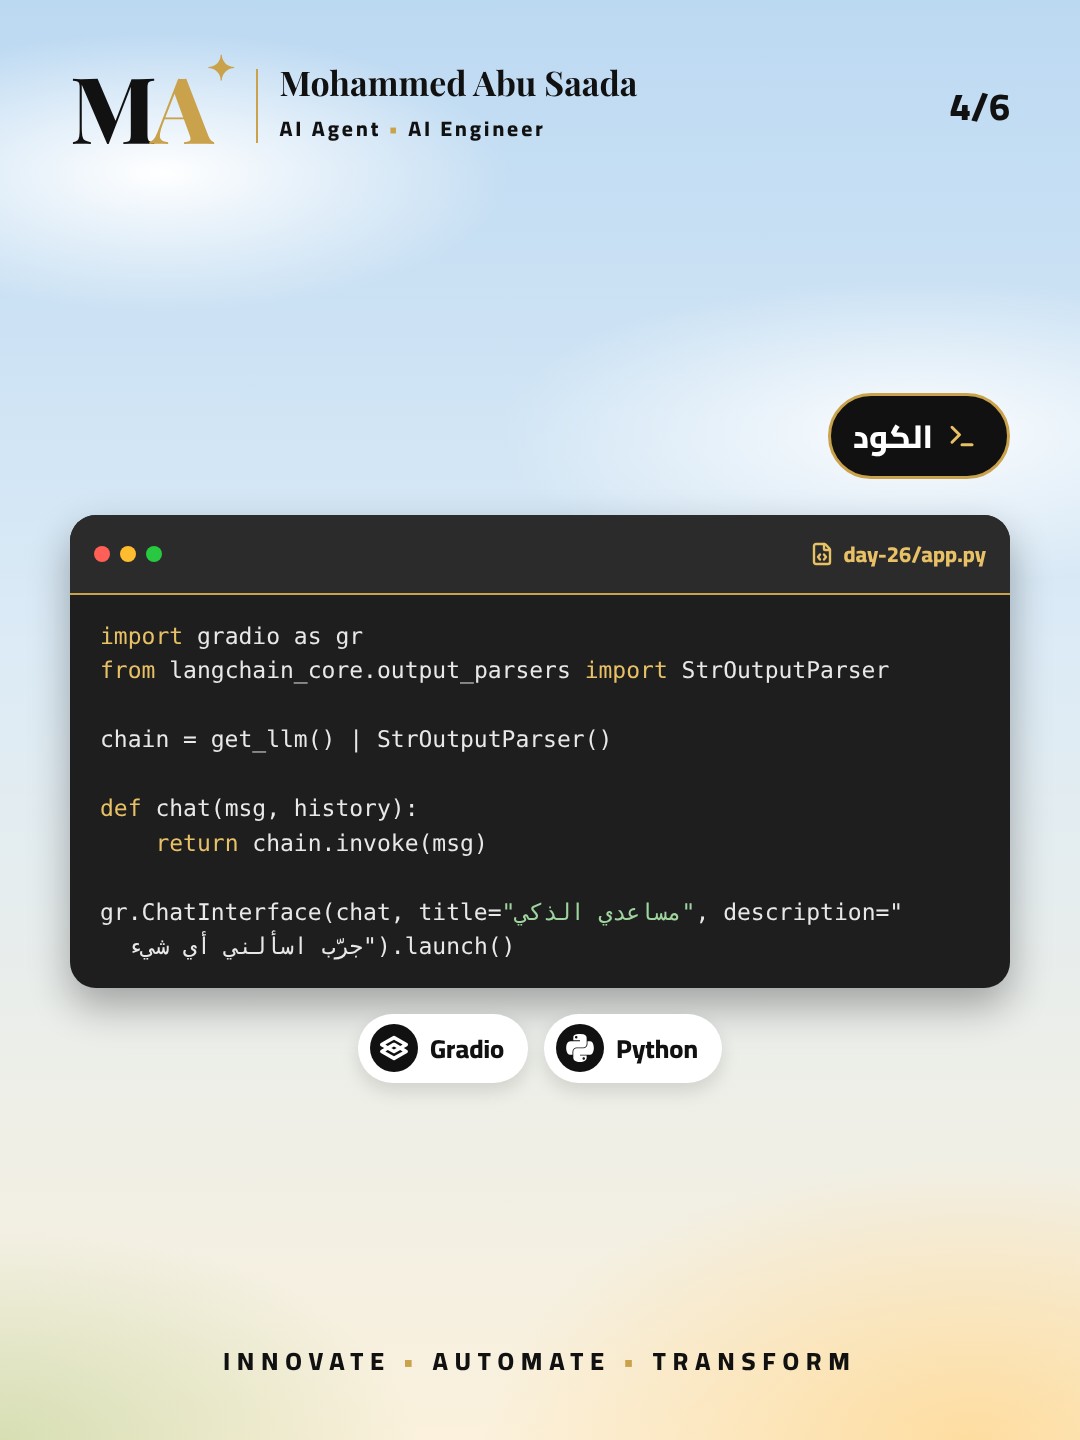 MA
Mohammed Abu Saada
AI Agent ▪ AI Engineer
4/6
الكود
day-26/app.py
import gradio as gr
from langchain_core.output_parsers import StrOutputParser
chain = get_llm() | StrOutputParser()
def chat(msg, history):
    return chain.invoke(msg)
gr.ChatInterface(chat, title="مساعدي الذكي", description="
جرّب اسألني أي شيء").launch()
Gradio
Python
INNOVATE ▪ AUTOMATE ▪ TRANSFORM